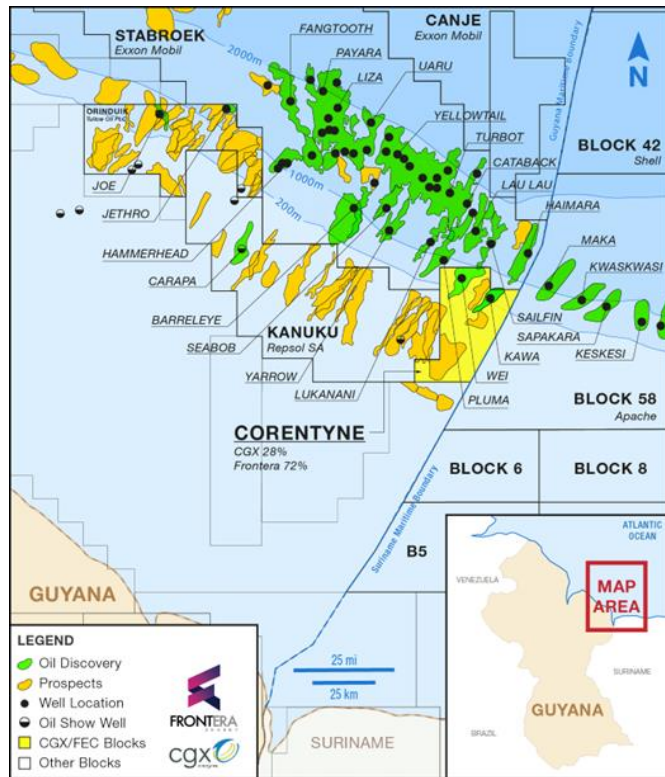 STABROEK
Exxon Mobil
CANJE
Exxon Mobil
FANGTOOTH
PAYARA
LIZA
UARU
YELLOWTAIL
TURBOT
CATABACK
LAU LAU
HAIMARA
2000m
1000m
200m
Guyana Maritime Boundary
N
BLOCK 42
Shell
ORINDUIK
Tullow Oil PLC
JOE
JETHRO
HAMMERHEAD
CARAPA
BARRELEYE
SEABOB
KANUKU
Repsol SA
YARROW
LUKANANI
MAKA
KWASKWASI
SAILFIN
SAPAKARA
KESKESI
KAWA
WEI
PLUMA
CORENTYNE
CGX 28%
Frontera 72%
BLOCK 58
Apache
BLOCK 6
BLOCK 8
B5
Suriname Maritime Boundary
GUYANA
25 mi
25 km
SURINAME
LEGEND
Oil Discovery
Prospects
Well Location
Oil Show Well
CGX/FEC Blocks
Other Blocks
FRONTERA
ENERGY
cgx
ATLANTIC
OCEAN
VENEZUELA
MAP
AREA
SURINAME
GUYANA
BRAZIL